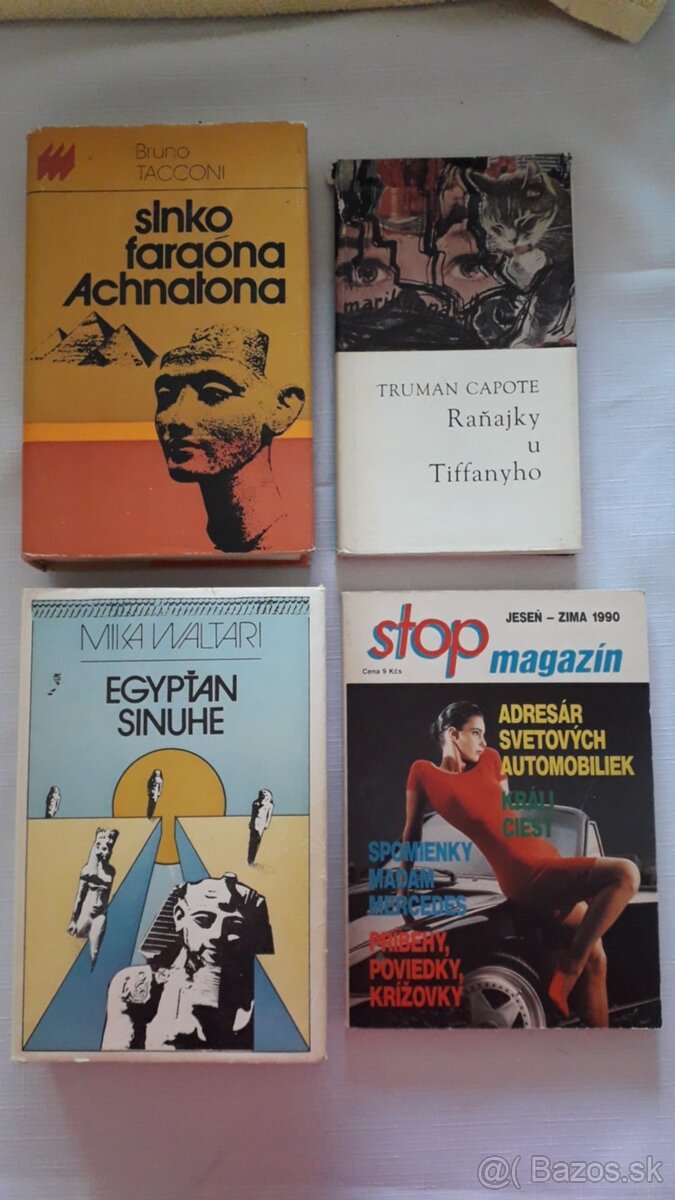 Bruno
TACCONI
slnko
faraóna
Achnatona
TRUMAN CAPOTE
Raňajky
u
Tiffanyho
MIKA WALTARI
EGYPŤAN
SINUHE
stop
JESEŇ – ZIMA 1990
magazín
Cena 9 Kčs
ADRESÁR
SVETOVÝCH
AUTOMOBILIEK
KRÁLI
CIEST
SPOMIENKY
MADAM
MERCEDES
PRÍBEHY,
POVIEDKY,
KRÍŽOVKY
@( Bazos.sk